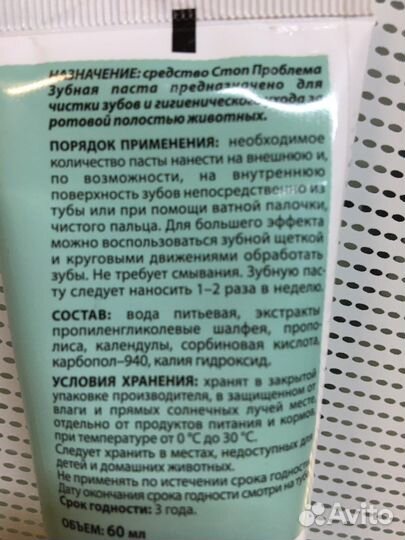 НАЗНАЧЕНИЕ: средство Стоп Проблема
Зубная паста предназначено для
чистки зубов и гигиенического ухода за
ротовой полостью животных.
ПОРЯДОК ПРИМЕНЕНИЯ: необходимое
количество пасты нанести на внешнюю и,
по возможности, на внутреннюю
поверхность зубов непосредственно из
тубы или при помощи ватной палочки,
чистого пальца. Для большего эффекта
можно воспользоваться зубной щеткой
и круговыми движениями обработать
зубы. Не требует смывания. Зубную пас-
ту следует наносить 1–2 раза в неделю.
СОСТАВ: вода питьевая, экстракты
пропиленгликолевые шалфея, пропо-
лиса, календулы, сорбиновая кислота,
карбопол–940, калия гидроксид.
УСЛОВИЯ ХРАНЕНИЯ: хранят в закрытой
упаковке производителя, в защищенном от
влаги и прямых солнечных лучей месте,
отдельно от продуктов питания и кормов,
при температуре от 0 °С до 30 °С.
Следует хранить в местах, недоступных для
детей и домашних животных.
Не применять по истечении срока годности.
Дату окончания срока годности смотри на тубе.
Срок годности: 3 года.
ОБЪЕМ: 60 мл
Avito